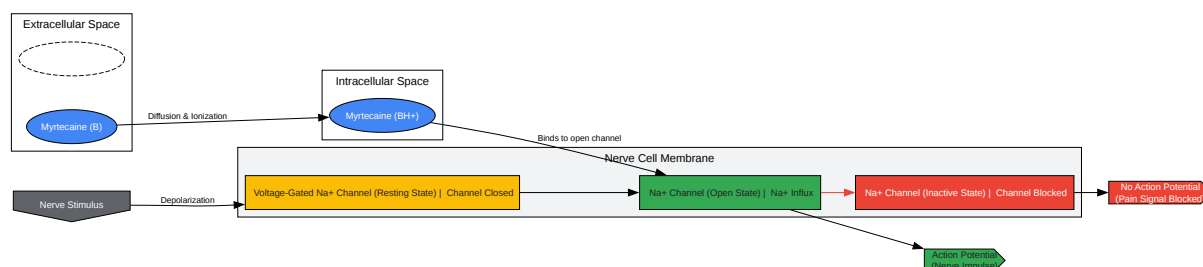 Extracellular Space
Myrtecaine (B)
Diffusion & Ionization
Intracellular Space
Myrtecaine (BH+)
Binds to open channel
Nerve Cell Membrane
Nerve Stimulus
Depolarization
Voltage-Gated Na+ Channel (Resting State) | Channel Closed
Na+ Channel (Open State) | Na+ Influx
Na+ Channel (Inactive State) | Channel Blocked
No Action Potential
(Pain Signal Blocked
Action Potential
(Nerve Impulse)